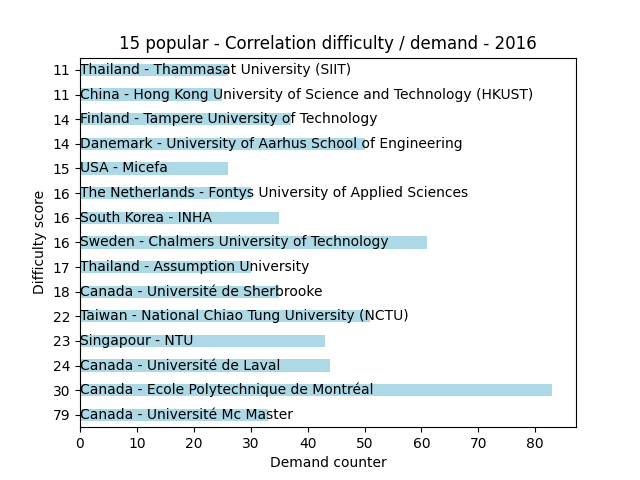 15 popular - Correlation difficulty / demand - 2016
Difficulty score
11 Thailand - Thammasat University (SIIT)
11 China - Hong Kong University of Science and Technology (HKUST)
14 Finland - Tampere University of Technology
14 Danemark - University of Aarhus School of Engineering
15 USA - Micefa
16 The Netherlands - Fontys University of Applied Sciences
16 South Korea - INHA
16 Sweden - Chalmers University of Technology
17 Thailand - Assumption University
18 Canada - Université de Sherbrooke
22 Taiwan - National Chiao Tung University (NCTU)
23 Singapour - NTU
24 Canada - Université de Laval
30 Canada - Ecole Polytechnique de Montréal
79 Canada - Université Mc Master
0 10 20 30 40 50 60 70 80
Demand counter